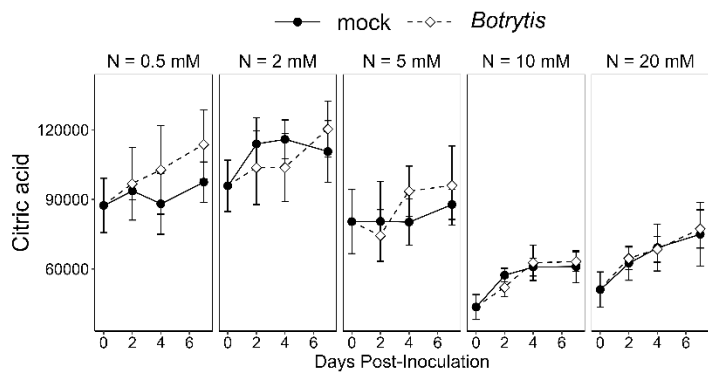 mock Botrytis
N = 0.5 mM N = 2 mM N = 5 mM N = 10 mM N = 20 mM
Citric acid
120000
90000
60000
0 2 4 6 0 2 4 6 0 2 4 6 0 2 4 6 0 2 4 6
Days Post-Inoculation